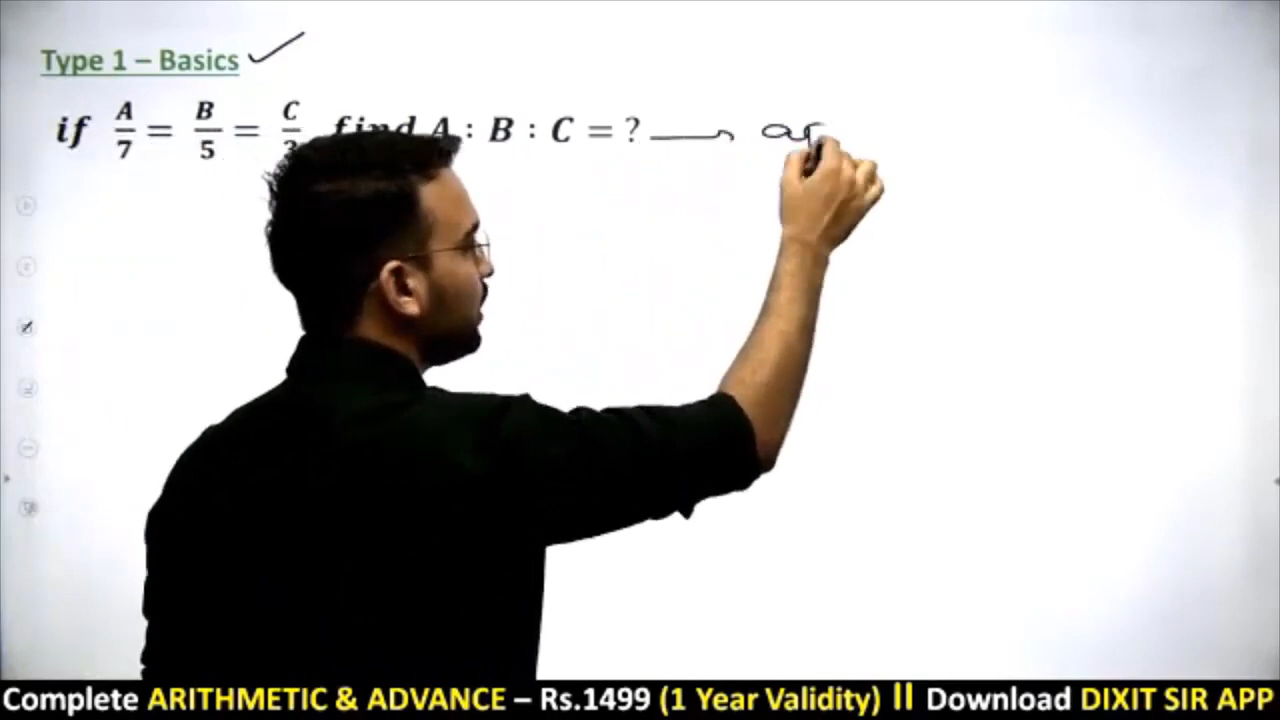 Type 1 – Basics
if A/7 = B/5 = C/3 find A : B : C = ?
Complete ARITHMETIC & ADVANCE – Rs.1499 (1 Year Validity) II Download DIXIT SIR APP